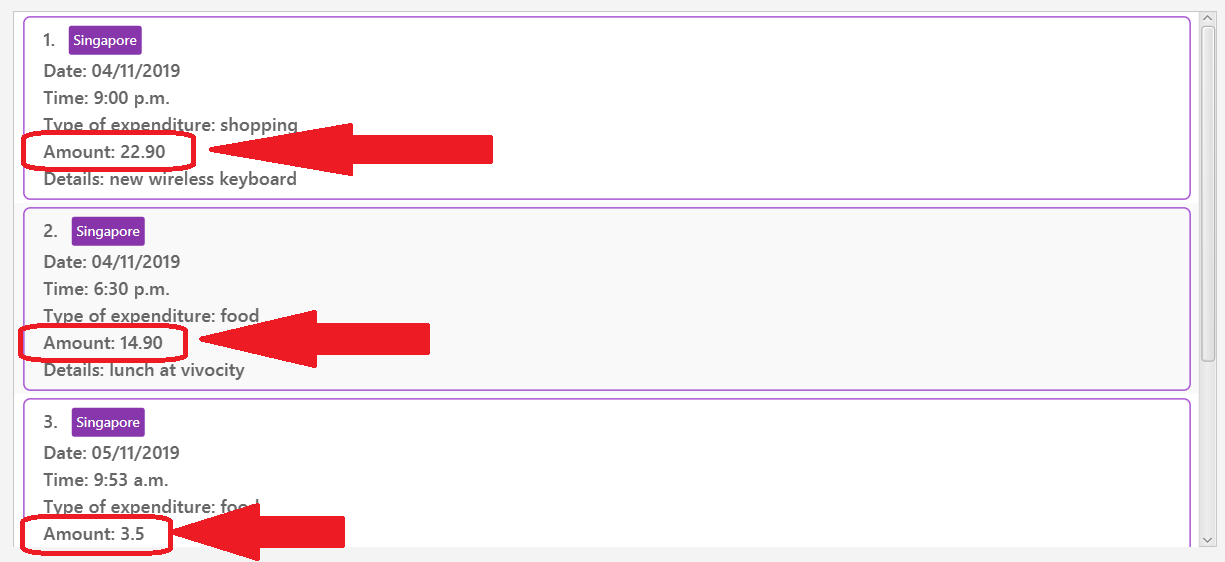 1. Singapore
Date: 04/11/2019
Time: 9:00 p.m.
Type of expenditure: shopping
Amount: 22.90
Details: new wireless keyboard
2. Singapore
Date: 04/11/2019
Time: 6:30 p.m.
Type of expenditure: food
Amount: 14.90
Details: lunch at vivocity
3. Singapore
Date: 05/11/2019
Time: 9:53 a.m.
Type of expenditure: food
Amount: 3.5